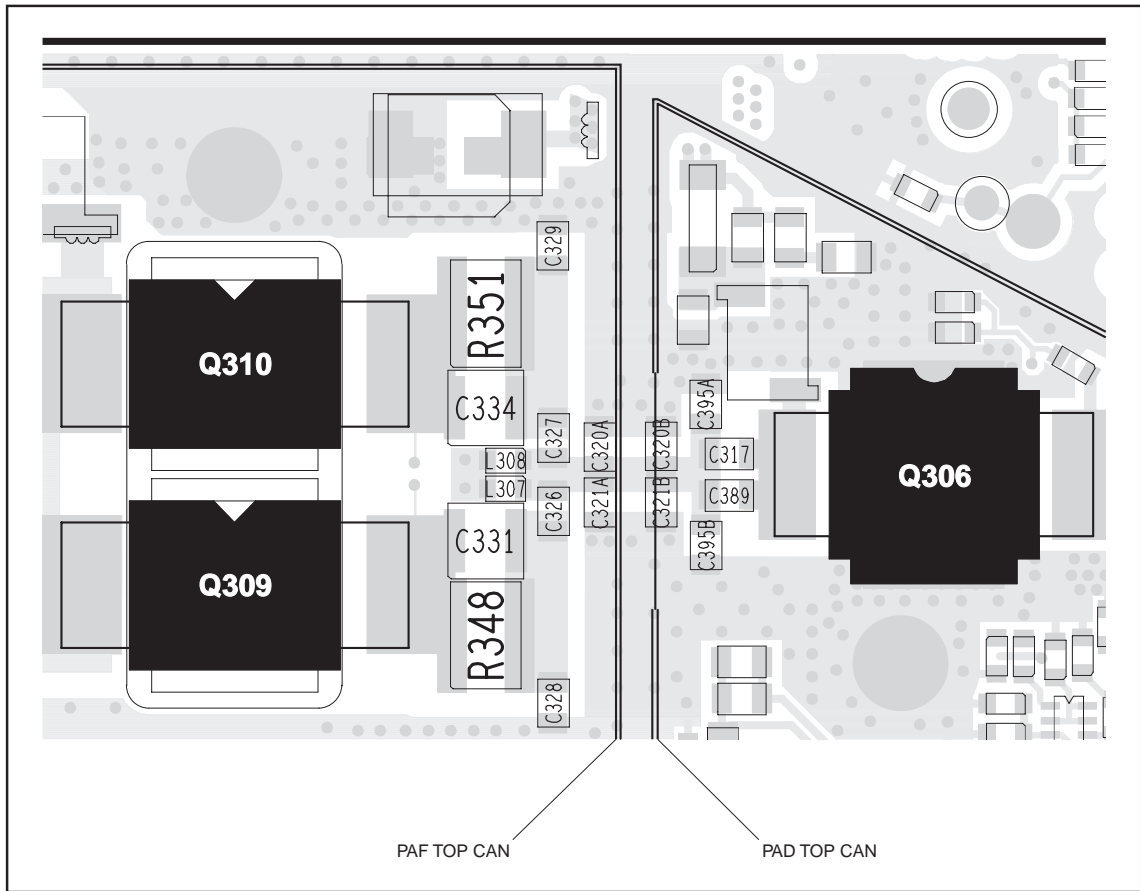 C329
R351
Q310
C334
C327
C320A
C320B
C395A
L308
C317
L307
C389
Q306
C326
C321A
C321B
C395B
C331
Q309
R348
C328
PAF TOP CAN
PAD TOP CAN